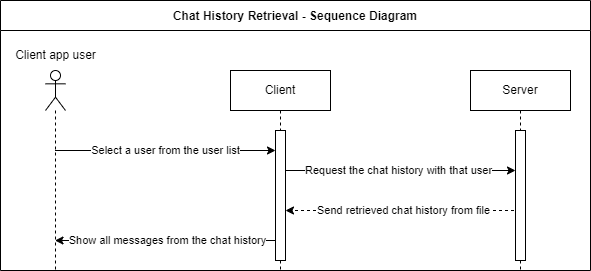 Chat History Retrieval - Sequence Diagram
Client app user
Client
Server
Select a user from the user list
Request the chat history with that user
Send retrieved chat history from file
Show all messages from the chat history